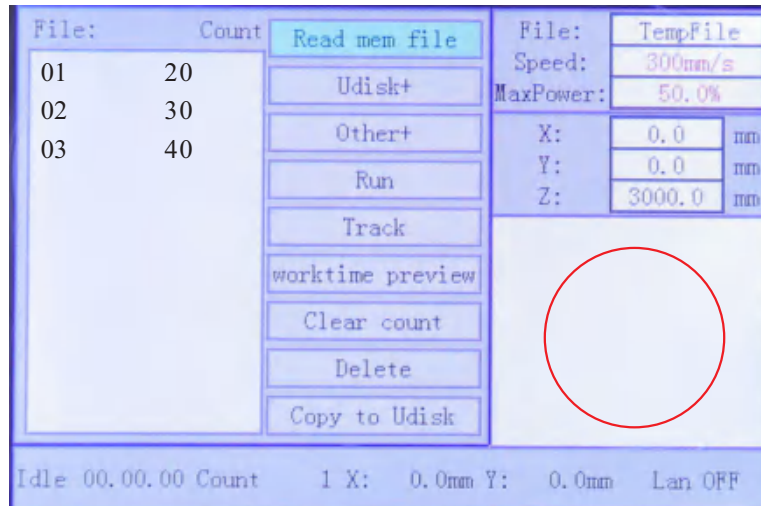 File: Count
01 20
02 30
03 40
Read mem file
Udisk+
Other+
Run
Track
worktime preview
Clear count
Delete
Copy to Udisk
File: TempFile
Speed: 300mm/s
MaxPower: 50.0%
X: 0.0 mm
Y: 0.0 mm
Z: 3000.0 mm
Idle 00.00.00 Count 1 X: 0.0mm Y: 0.0mm Lan OFF